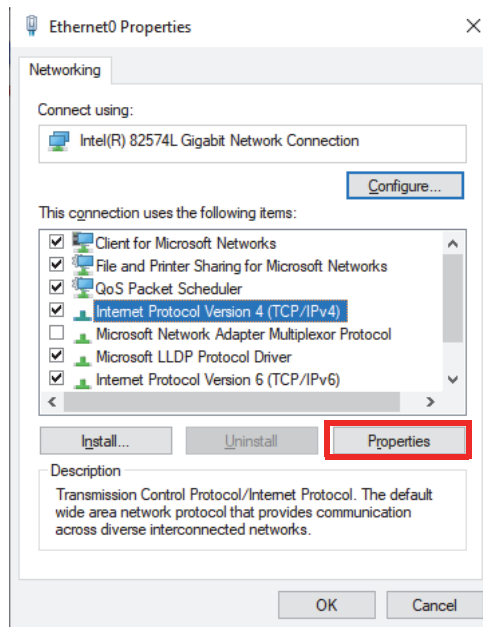 Ethernet0 Properties
Networking
Connect using:
Intel(R) 82574L Gigabit Network Connection
Configure...
This connection uses the following items:
Client for Microsoft Networks
File and Printer Sharing for Microsoft Networks
QoS Packet Scheduler
Internet Protocol Version 4 (TCP/IPv4)
Microsoft Network Adapter Multiplexor Protocol
Microsoft LLDP Protocol Driver
Internet Protocol Version 6 (TCP/IPv6)
Install...
Uninstall
Properties
Description
Transmission Control Protocol/Internet Protocol. The default
wide area network protocol that provides communication
across diverse interconnected networks.
OK
Cancel